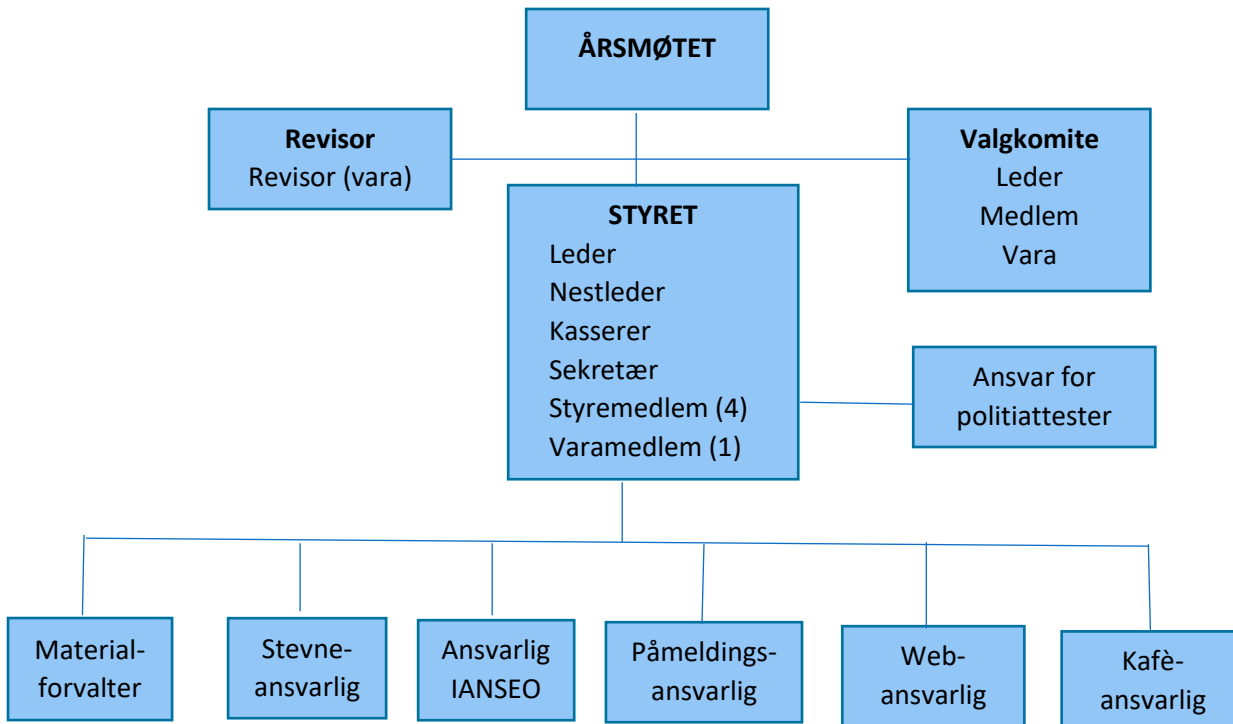 ÅRSMØTET
Revisor
Revisor (vara)
Valgkomite
Leder
Medlem
Vara
STYRET
Leder
Nestleder
Kasserer
Sekretær
Styremedlem (4)
Varamedlem (1)
Ansvar for
politiattester
Material-
forvalter
Stevne-
ansvarlig
Ansvarlig
IANSEO
Påmeldings-
ansvarlig
Web-
ansvarlig
Kafè-
ansvarlig